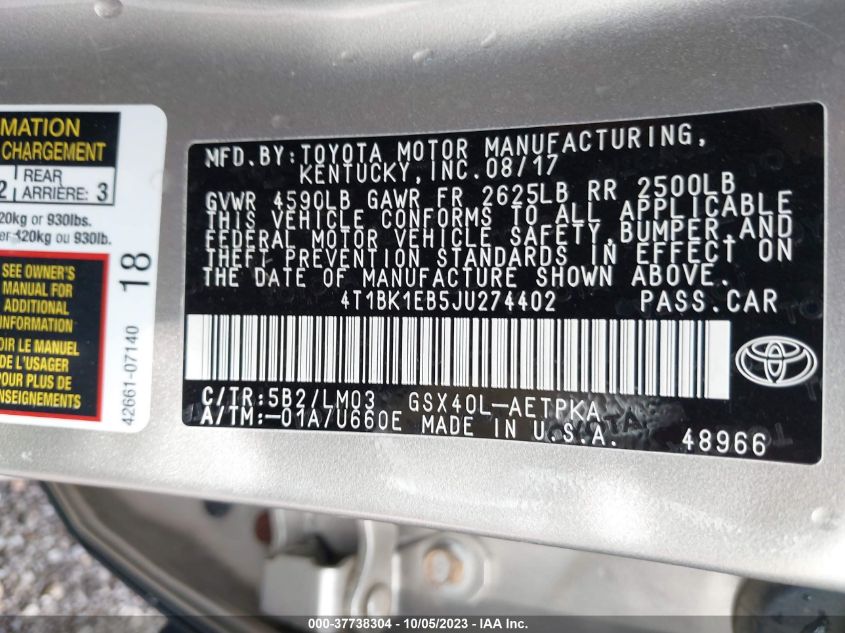 MATION
CHARGEMENT
2 REAR ARRIÈRE: 3
20kg or 930lbs.
er 420kg ou 930lb.
SEE OWNER'S
MANUAL FOR
ADDITIONAL
INFORMATION
OIR LE MANUEL
DE L'USAGER
POUR PLUS DE
NSEIGNEMENTS
18
42661-07140
MFD.BY:TOYOTA MOTOR MANUFACTURING,
KENTUCKY, INC.08/17
GVWR 4590LB GAWR FR 2625LB RR 2500LB
THIS VEHICLE CONFORMS TO ALL APPLICABLE
FEDERAL MOTOR VEHICLE SAFETY,BUMPER,AND
THEFT PREVENTION STANDARDS IN EFFECT ON
THE DATE OF MANUFACTURE SHOWN ABOVE.
4T1BK1EB5JU274402 PASS.CAR
C/TR:5B2/LM03 GSX40L-AETPKA
A/TM:-01A/U660E MADE IN U.S.A. 48966
000-37738304 - 10/05/2023 - IAA Inc.